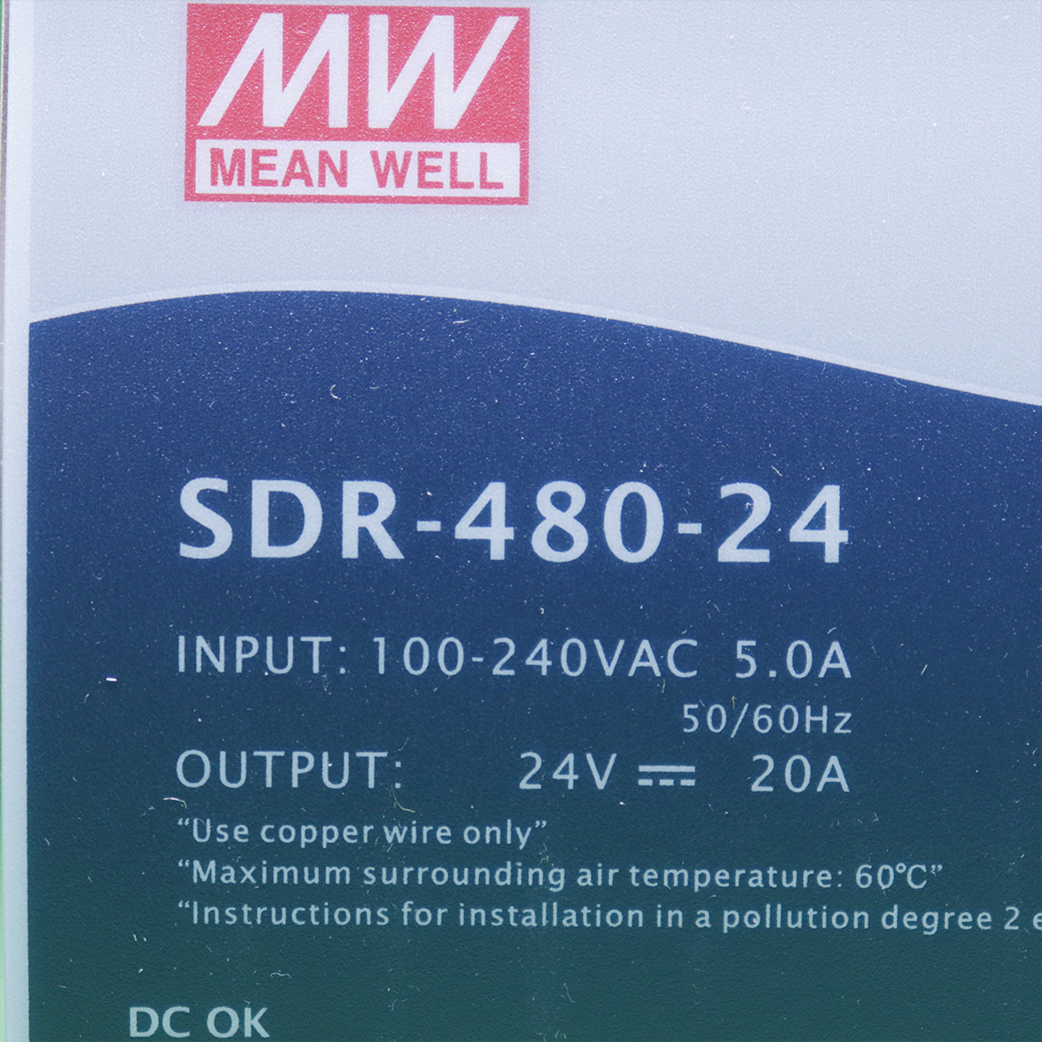 MW
MEAN WELL
SDR-480-24
INPUT: 100-240VAC 5.0A
50/60Hz
OUTPUT: 24V ⎓ 20A
“Use copper wire only”
“Maximum surrounding air temperature: 60℃”
“Instructions for installation in a pollution degree 2
DC OK